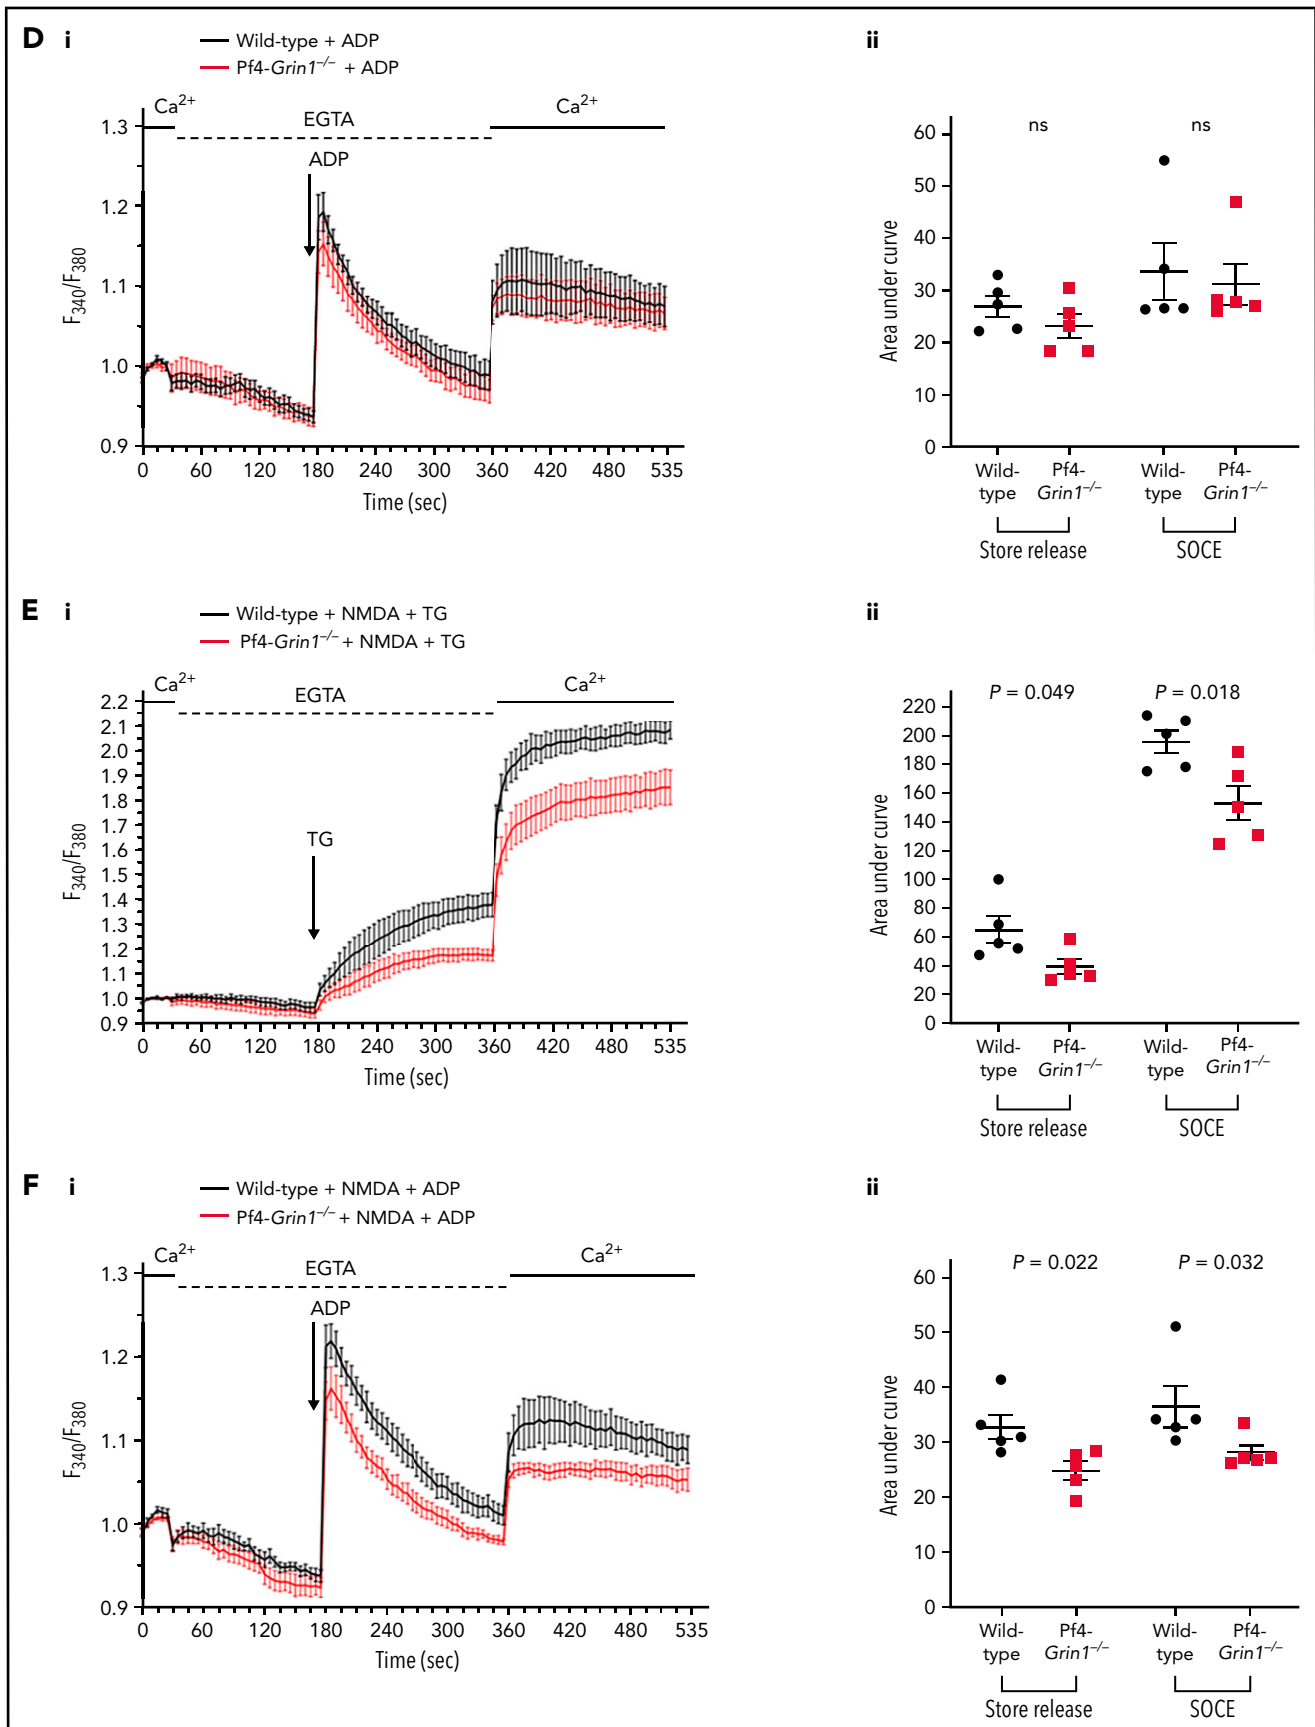 D i
Wild-type + ADP
Pf4-Grin1−/− + ADP
Ca2+
EGTA
Ca2+
ADP
1.3
1.2
1.1
1.0
0.9
F340/F380
0 60 120 180 240 300 360 420 480 535
Time (sec)
ii
ns ns
60
50
40
30
20
10
0
Area under curve
Wild-type
Pf4-Grin1−/−
Wild-type
Pf4-Grin1−/−
Store release SOCE
E i
Wild-type + NMDA + TG
Pf4-Grin1−/− + NMDA + TG
Ca2+
EGTA
Ca2+
TG
2.2
2.1
2.0
1.9
1.8
1.7
1.6
1.5
1.4
1.3
1.2
1.1
1.0
0.9
F340/F380
0 60 120 180 240 300 360 420 480 535
Time (sec)
ii
P = 0.049 P = 0.018
220
200
180
160
140
120
100
80
60
40
20
0
Area under curve
Wild-type
Pf4-Grin1−/−
Wild-type
Pf4-Grin1−/−
Store release SOCE
F i
Wild-type + NMDA + ADP
Pf4-Grin1−/− + NMDA + ADP
Ca2+
EGTA
Ca2+
ADP
1.3
1.2
1.1
1.0
0.9
F340/F380
0 60 120 180 240 300 360 420 480 535
Time (sec)
ii
P = 0.022 P = 0.032
60
50
40
30
20
10
0
Area under curve
Wild-type
Pf4-Grin1−/−
Wild-type
Pf4-Grin1−/−
Store release SOCE